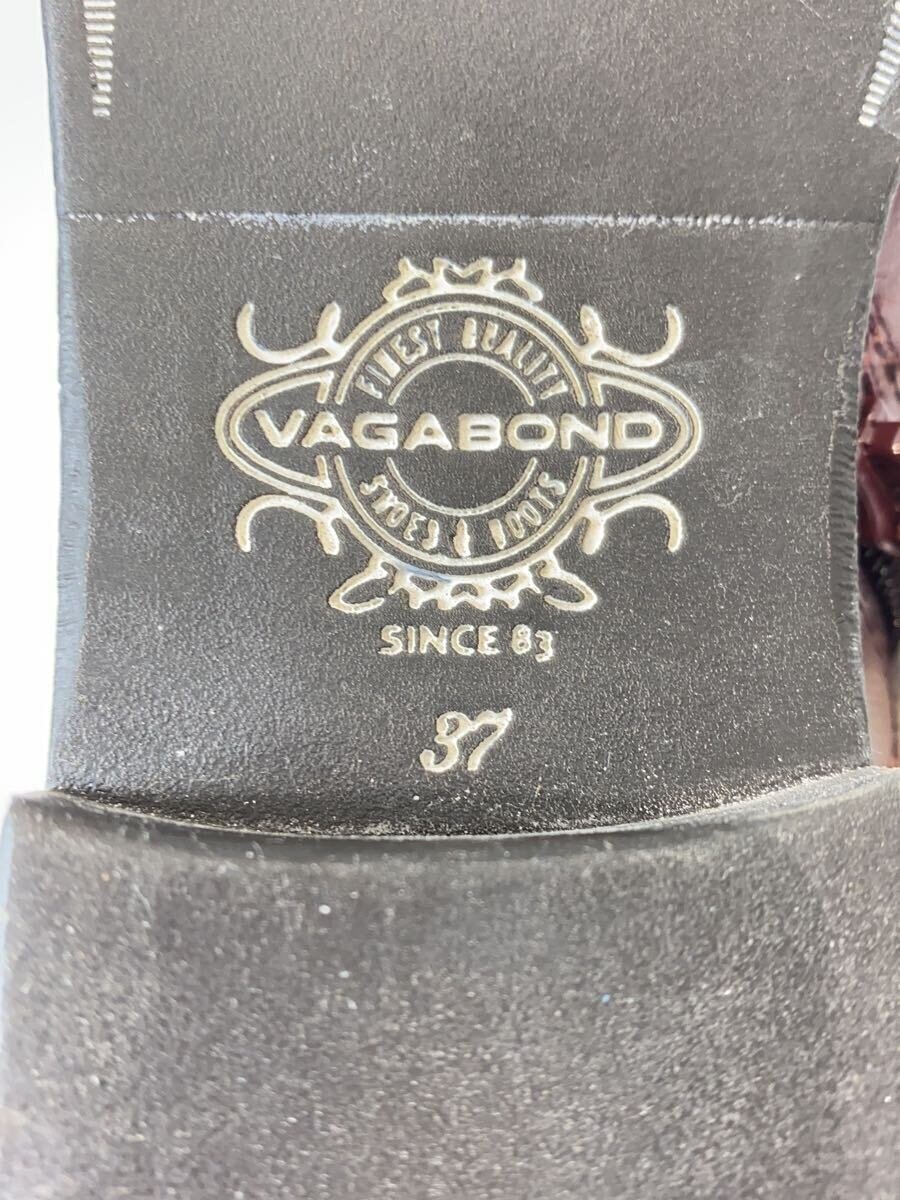 FINEST QUALITY
VAGABOND
SHOES & BOOTS
SINCE 83
37